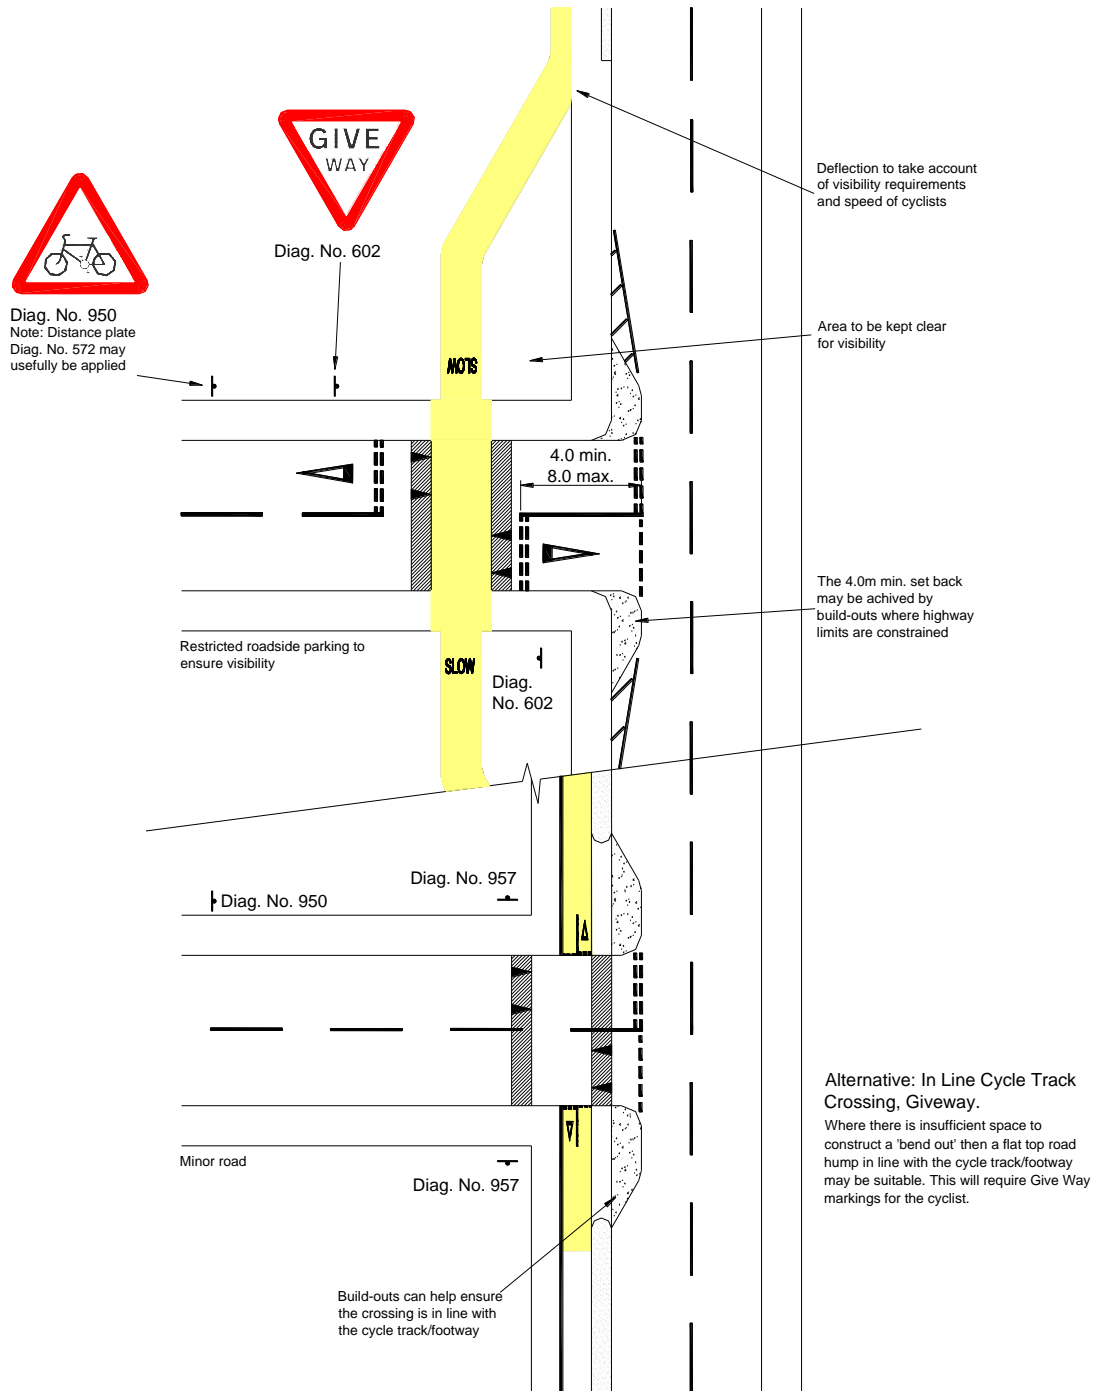 GIVE
WAY
Diag. No. 602
Diag. No. 950
Note: Distance plate
Diag. No. 572 may
usefully be applied
Deflection to take account
of visibility requirements
and speed of cyclists
Area to be kept clear
for visibility
SLOW
4.0 min.
8.0 max.
The 4.0m min. set back
may be achived by
build-outs where highway
limits are constrained
Restricted roadside parking to
ensure visibility
SLOW
Diag.
No. 602
Diag. No. 957
Diag. No. 950
Alternative: In Line Cycle Track
Crossing, Giveway.
Where there is insufficient space to
construct a 'bend out' then a flat top road
hump in line with the cycle track/footway
may be suitable. This will require Give Way
markings for the cyclist.
Minor road
Diag. No. 957
Build-outs can help ensure
the crossing is in line with
the cycle track/footway